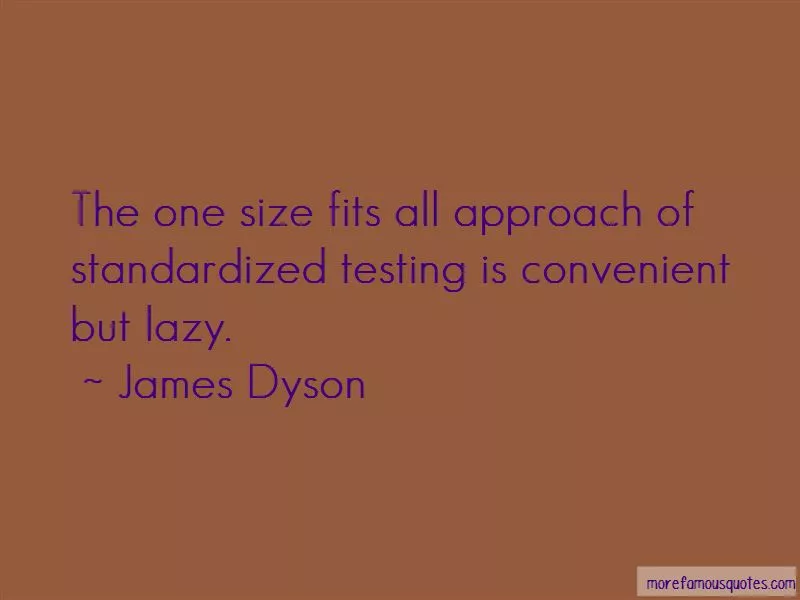 The one size fits all approach of
standardized testing is convenient
but lazy.
~ James Dyson
morefamousquotes.com